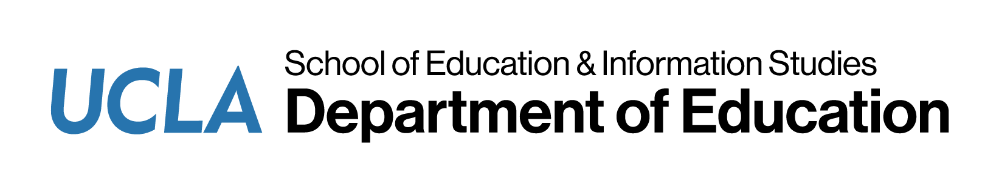 UCLA
School of Education & Information Studies
Department of Education